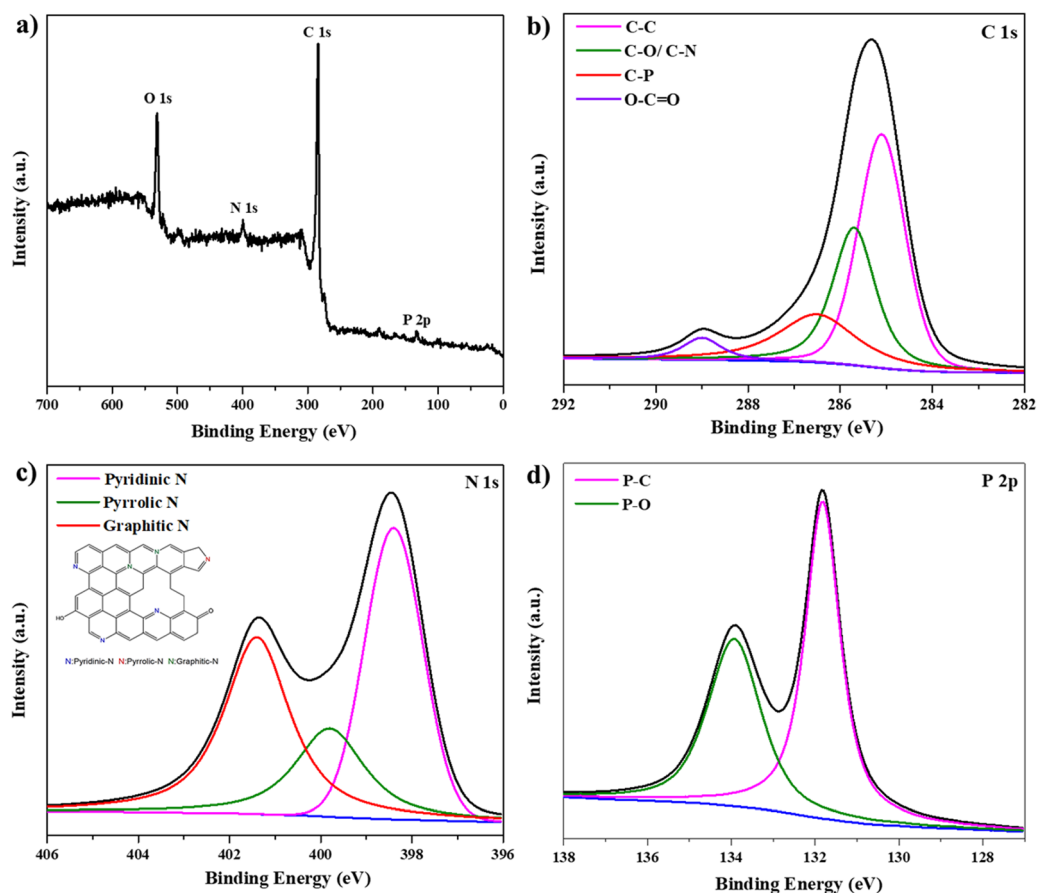 a)
C 1s
O 1s
N 1s
P 2p
Intensity (a.u.)
700 600 500 400 300 200 100 0
Binding Energy (eV)
b)
C 1s
C-C
C-O/ C-N
C-P
O-C=O
Intensity (a.u.)
292 290 288 286 284 282
Binding Energy (eV)
c)
N 1s
Pyridinic N
Pyrrolic N
Graphitic N
N
N
N
N
N
HO
O
N
N:Pyridinic-N N:Pyrrolic-N N:Graphitic-N
Intensity (a.u.)
406 404 402 400 398 396
Binding Energy (eV)
d)
P 2p
P-C
P-O
Intensity (a.u.)
138 136 134 132 130 128
Binding Energy (eV)